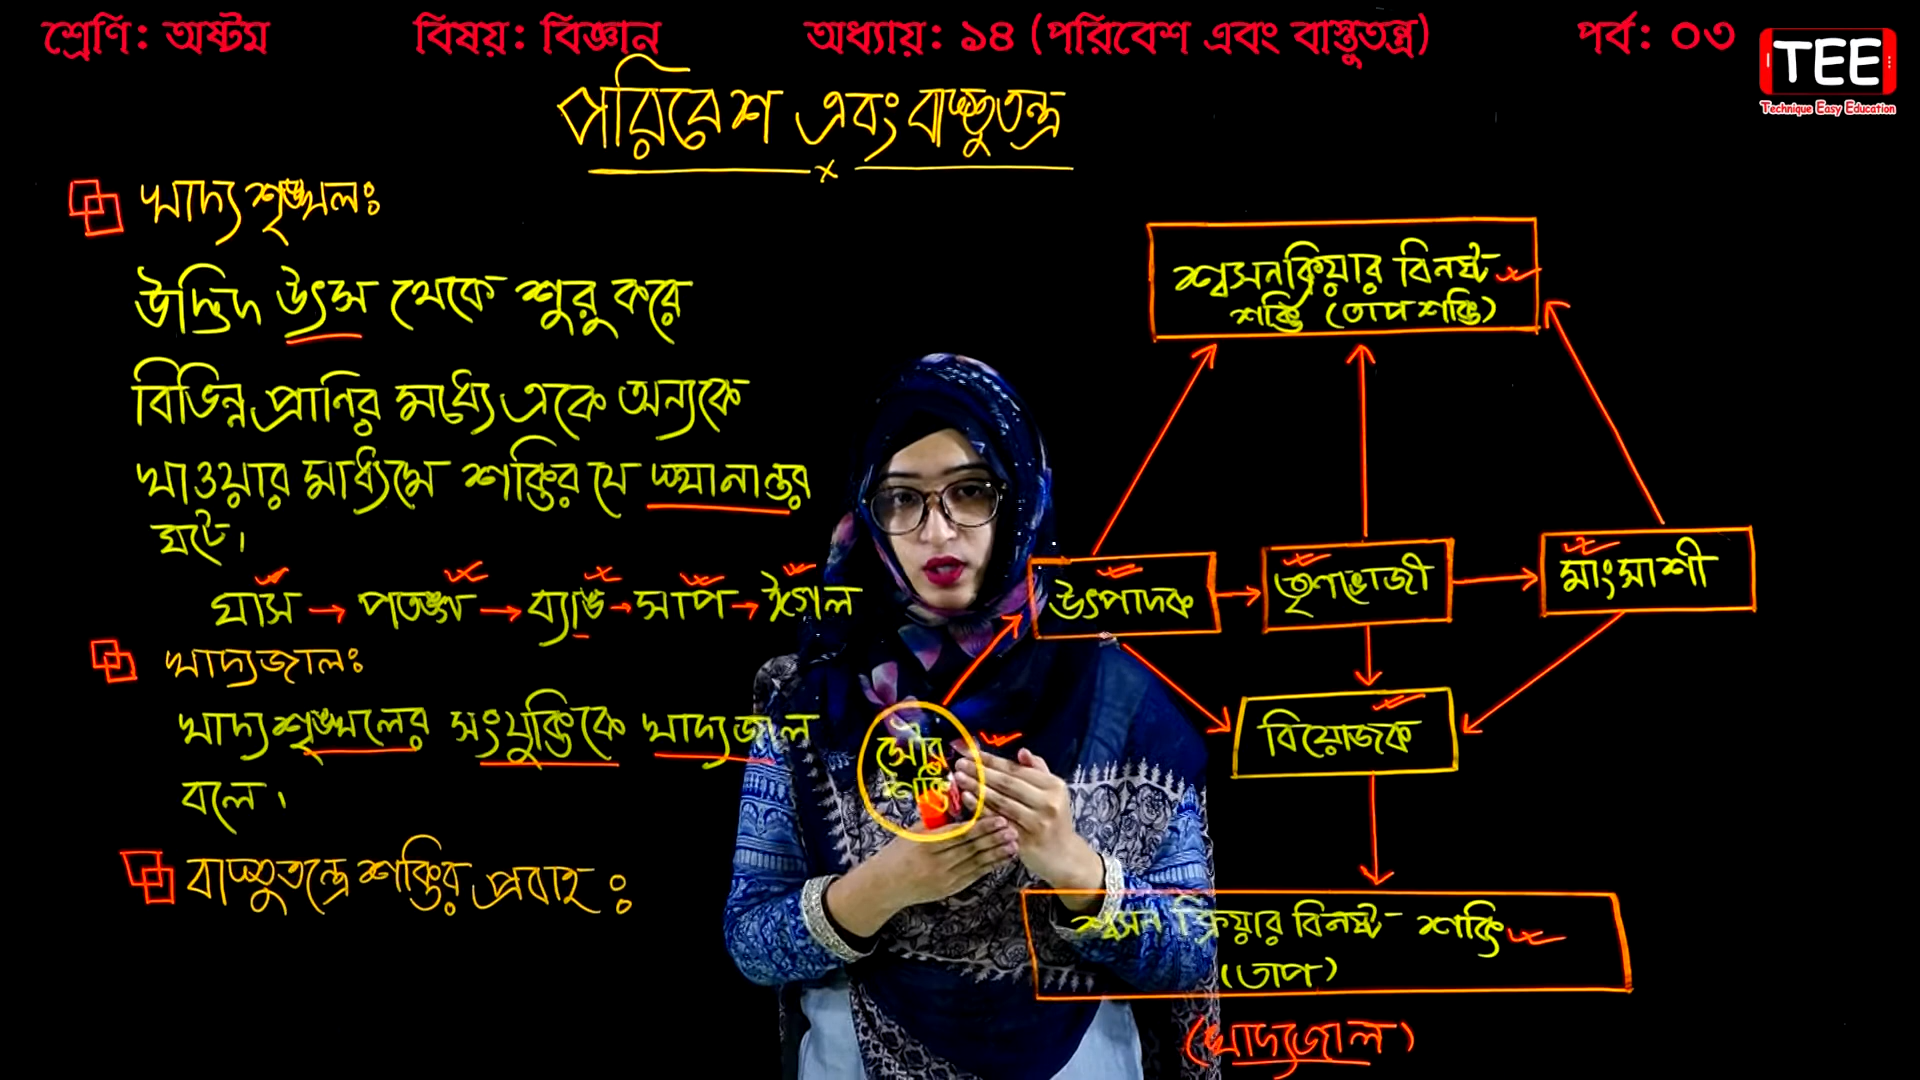 শ্রেণি: অষ্টম বিষয়: বিজ্ঞান অধ্যায়: ১৪ (পরিবেশ এবং বাস্তুতন্ত্র) পর্ব: ০৩
TEE
Technique Easy Education
পরিবেশ এবং বাস্তুতন্ত্র
খাদ্য শৃঙ্খলঃ
উদ্ভিদ উৎস থেকে শুরু করে
বিভিন্ন প্রানির মধ্যে একে অন্যকে
খাওয়ার মাধ্যমে শক্তির যে স্থানান্তর
ঘটে।
ঘাস → পতঙ্গ → ব্যাঙ → সাপ → ঈগল
খাদ্যজালঃ
খাদ্য শৃঙ্খলের সংযুক্তিকে খাদ্যজাল
বলে।
বাস্তুতন্ত্রে শক্তির প্রবাহ ঃ
শ্বসনক্রিয়ার বিনষ্ট
শক্তি (তাপ শক্তি)
উৎপাদক
তৃণভোজী
মাংসাশী
সৌর
শক্তি
বিয়োজক
শ্বসন ক্রিয়ার বিনষ্ট শক্তি
(তাপ)
(খাদ্যজাল)